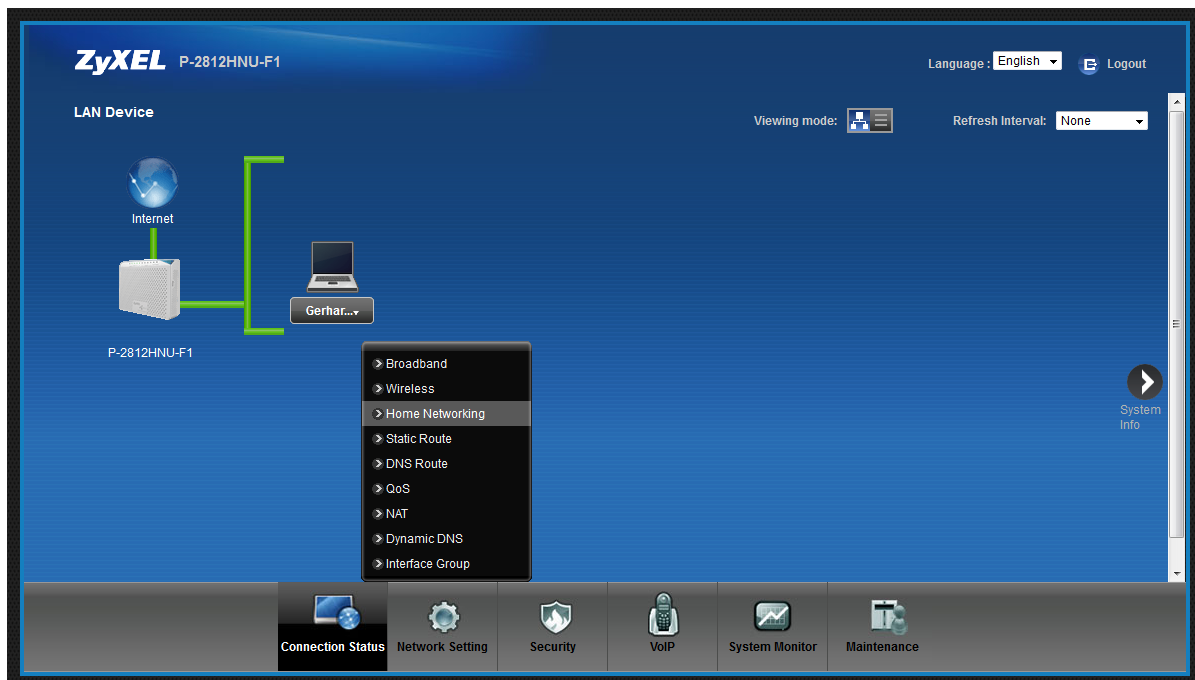 ZyXEL P-2812HNU-F1
Language : English
Logout
LAN Device
Viewing mode:
Refresh Interval: None
Internet
Gerhar...
P-2812HNU-F1
Broadband
Wireless
Home Networking
Static Route
DNS Route
QoS
NAT
Dynamic DNS
Interface Group
System
Info
Connection Status
Network Setting
Security
VoIP
System Monitor
Maintenance